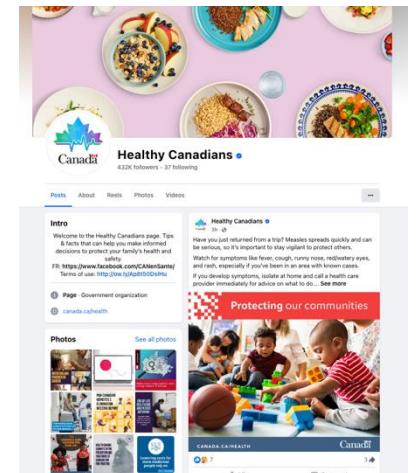 Canada
Healthy Canadians
432K followers • 37 following
Posts About Reels Photos Videos
Intro
Welcome to the Healthy Canadians page. Tips
& facts that can help you make informed
decisions to protect your family's health and
safety.
FR: https://www.facebook.com/CANenSante/
Terms of use:
Page · Government organization
canada.ca/health
Photos
See all photos
Healthy Canadians
3h
Have you just returned from a trip? Measles spreads quickly and can
be serious, so it's important to stay vigilant to protect others.
Watch for symptoms like fever, cough, runny nose, red/watery eyes,
and rash, especially if you've been in an area with known cases.
If you develop symptoms, isolate at home and call a health care
provider immediately for advice on what to do... See more
Protecting our communities
CANADA.CA/HEALTH
Canada
7
3